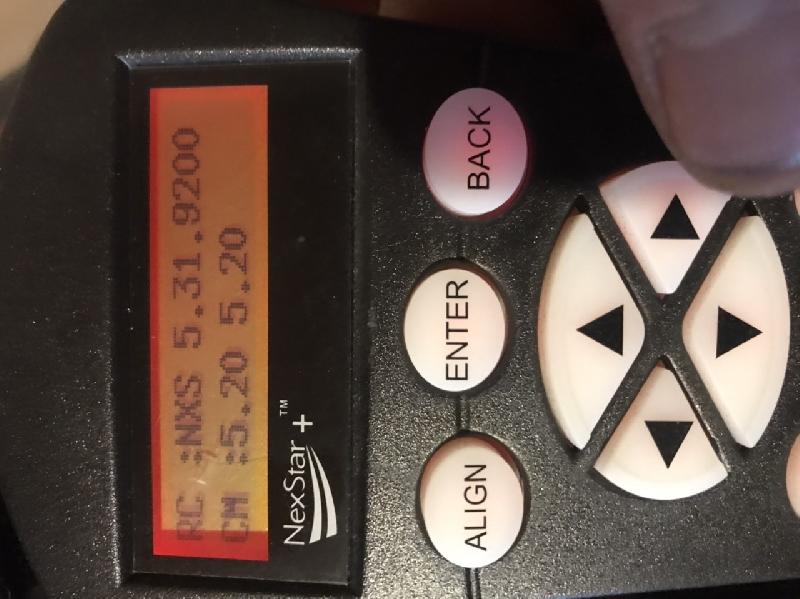 RC :NXS 5.31.9200
CM :5.20 5.20
NexStar+™
ALIGN
ENTER
BACK